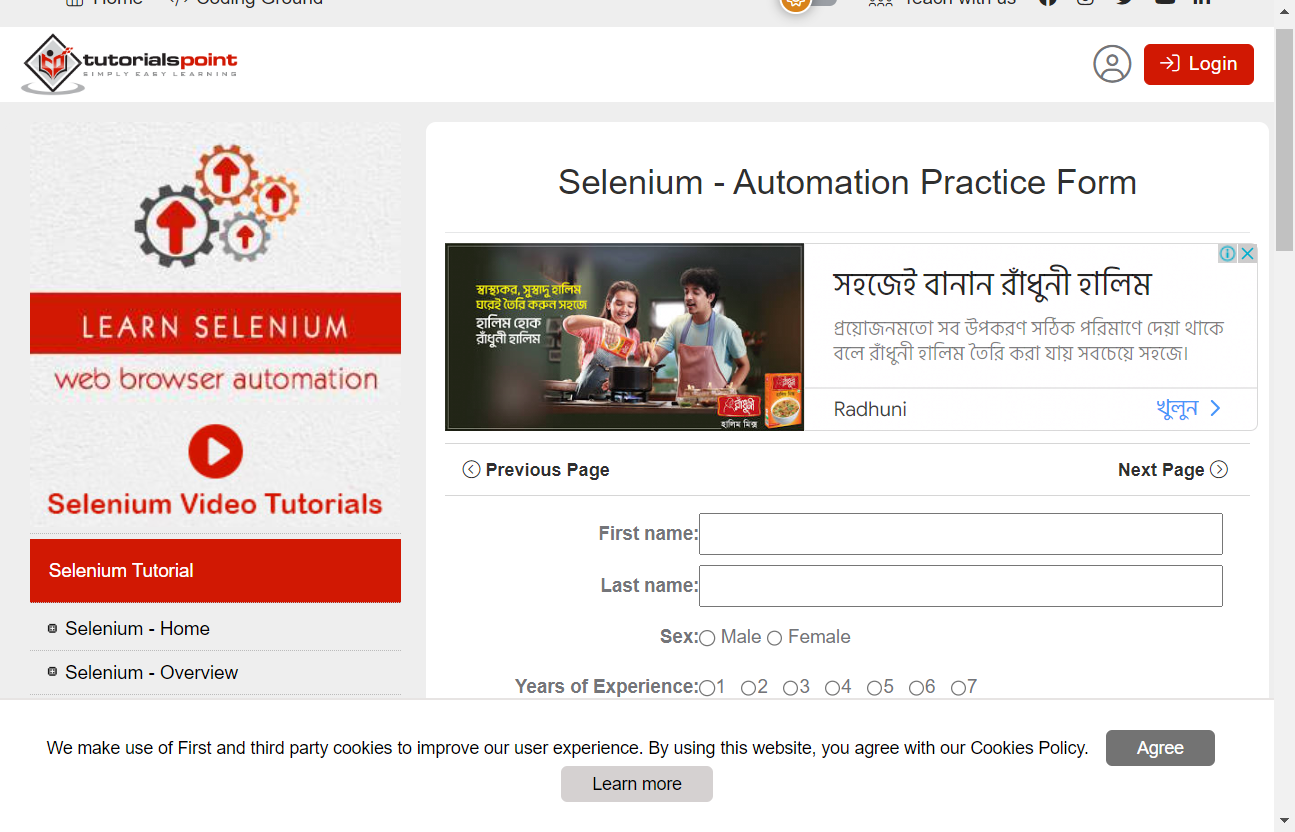 Home Coding Ground Teach with us
tutorialspoint
SIMPLY EASY LEARNING
Login
LEARN SELENIUM
web browser automation
Selenium Video Tutorials
Selenium Tutorial
Selenium - Home
Selenium - Overview
Selenium - Automation Practice Form
স্বাস্থ্যকর, সুস্বাদু হালিম
ঘরেই তৈরি করুন সহজে
হালিম হোক
রাঁধুনী হালিম
রাঁধুনী
হালিম মিক্স
সহজেই বানান রাঁধুনী হালিম
প্রয়োজনমতো সব উপকরণ সঠিক পরিমাণে দেয়া থাকে
বলে রাঁধুনী হালিম তৈরি করা যায় সবচেয়ে সহজে।
Radhuni
খুলুন
Previous Page Next Page
First name:
Last name:
Sex: Male Female
Years of Experience: 1 2 3 4 5 6 7
We make use of First and third party cookies to improve our user experience. By using this website, you agree with our Cookies Policy. Agree
Learn more